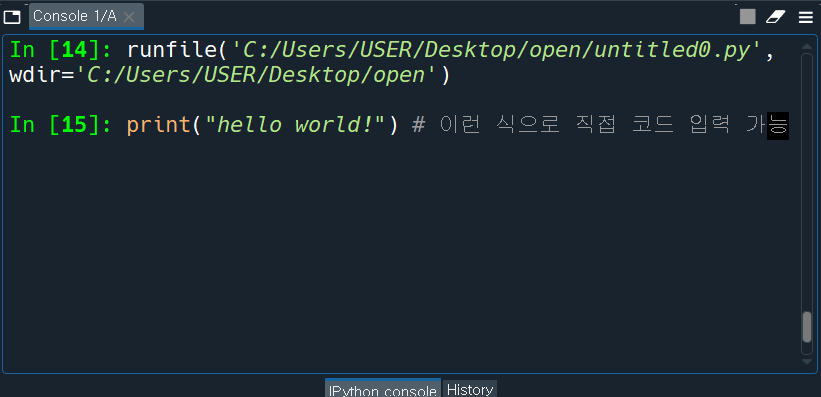 Console 1/A
In [14]: runfile('C:/Users/USER/Desktop/open/untitled0.py',
wdir='C:/Users/USER/Desktop/open')
In [15]: print("hello world!") # 이런 식으로 직접 코드 입력 가능
IPython console History